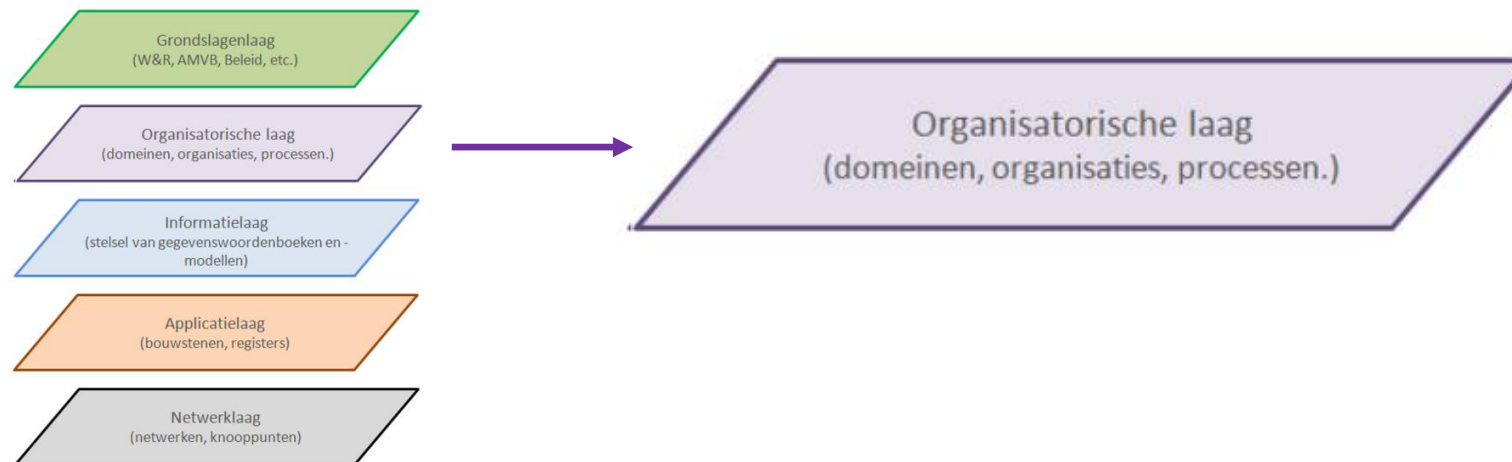 Grondslagenlaag
(W&R, AMVB, Beleid, etc.)
Organisatorische laag
(domeinen, organisaties, processen.)
Informatielaag
(stelsel van gegevenswoordenboeken en -
modellen)
Applicatielaag
(bouwstenen, registers)
Netwerklaag
(netwerken, knooppunten)
Organisatorische laag
(domeinen, organisaties, processen.)